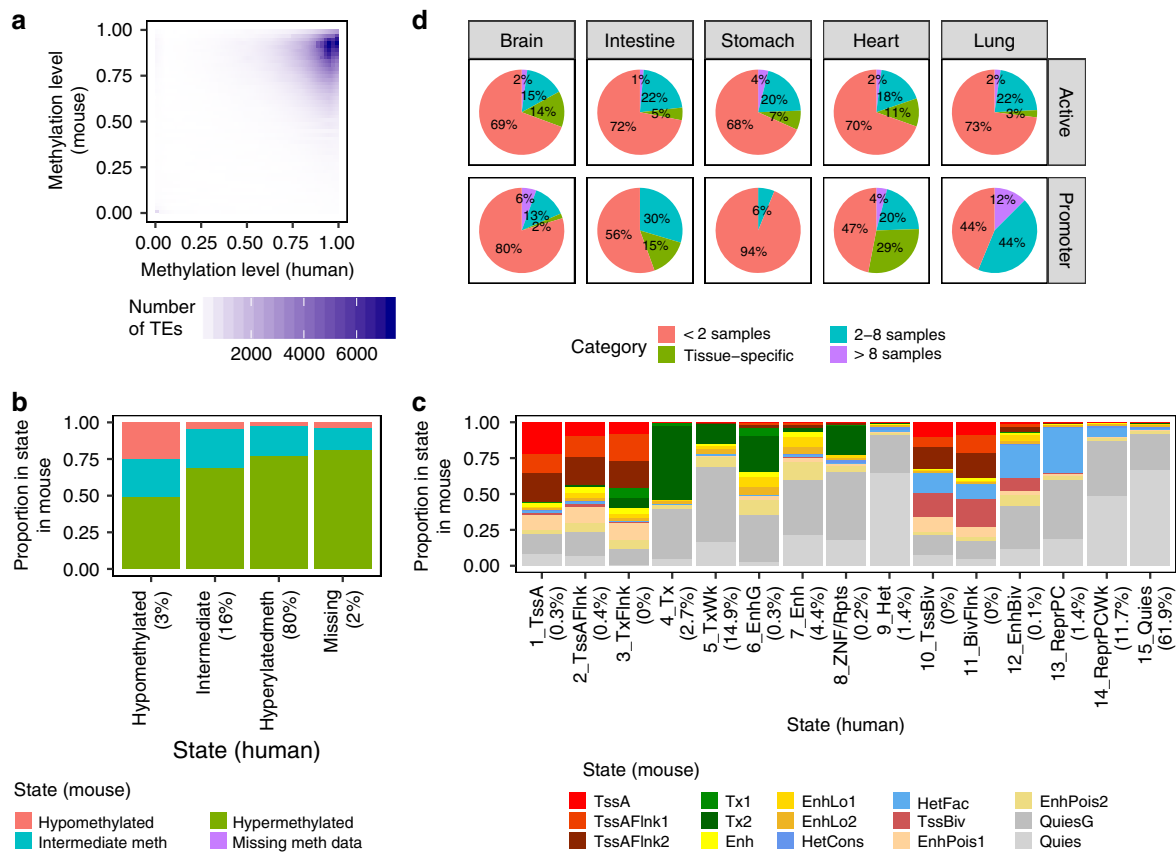 a
Methylation level
(mouse)
1.00
0.75
0.50
0.25
0.00
0.00 0.25 0.50 0.75 1.00
Methylation level (human)
Number
of TEs
2000 4000 6000
d
Brain Intestine Stomach Heart Lung
2% 15% 14% 69%
1% 22% 5% 72%
4% 20% 7% 68%
2% 18% 11% 70%
2% 22% 3% 73%
Active
6% 13% 2% 80%
30% 15% 56%
6% 94%
4% 20% 29% 47%
12% 44% 44%
Promoter
Category
< 2 samples
Tissue−specific
2−8 samples
> 8 samples
b
Proportion in state
in mouse
1.00
0.75
0.50
0.25
0.00
Hypomethylated
(3%)
Intermediate
(16%)
Hyperylatedmeth
(80%)
Missing
(2%)
State (human)
State (mouse)
Hypomethylated
Intermediate meth
Hypermethylated
Missing meth data
c
Proportion in state
in mouse
1.00
0.75
0.50
0.25
0.00
1_TssA
(0.3%)
2_TssAFlnk
(0.4%)
3_TxFlnk
(0%)
4_Tx
(2.7%)
5_TxWk
(14.9%)
6_EnhG
(0.3%)
7_Enh
(4.4%)
8_ZNF/Rpts
(0.2%)
9_Het
(1.4%)
10_TssBiv
(0%)
11_BivFlnk
(0%)
12_EnhBiv
(0.1%)
13_ReprPC
(1.4%)
14_ReprPCWk
(11.7%)
15_Quies
(61.9%)
State (human)
State (mouse)
TssA
TssAFlnk1
TssAFlnk2
Tx1
Tx2
Enh
EnhLo1
EnhLo2
HetCons
HetFac
TssBiv
EnhPois1
EnhPois2
QuiesG
Quies